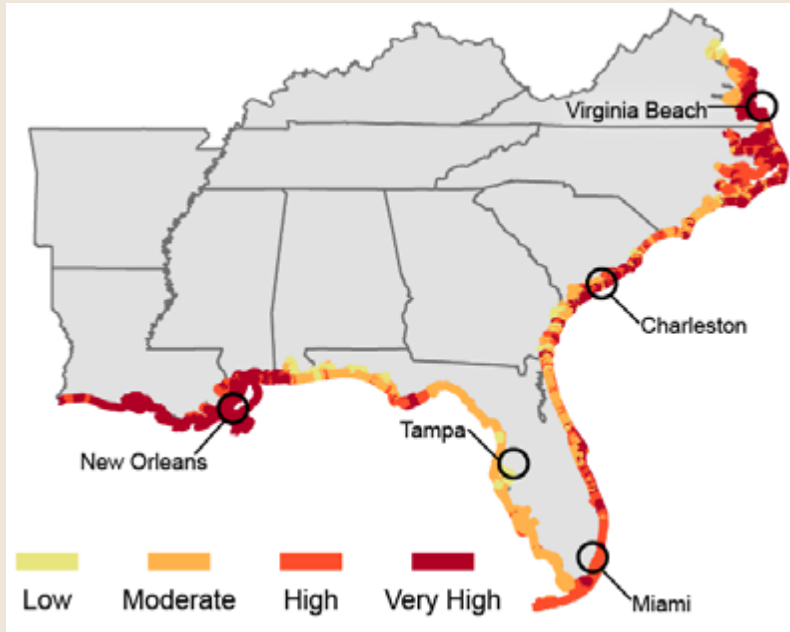 Virginia Beach
Charleston
Tampa
New Orleans
Miami
Low Moderate High Very High